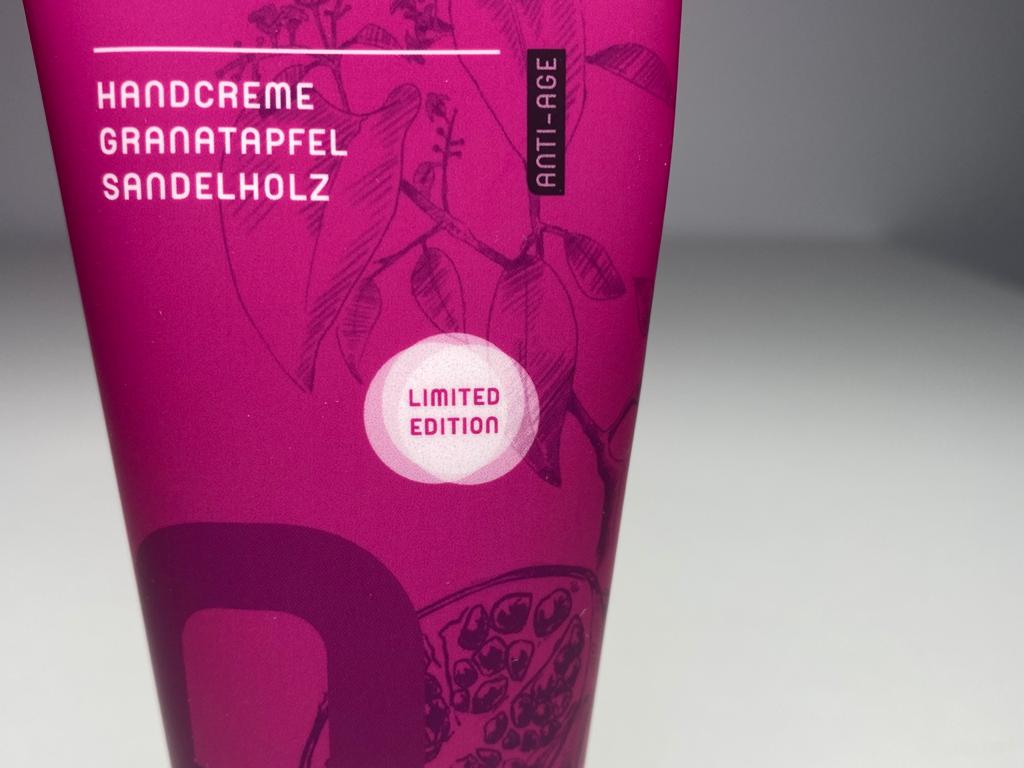 HANDCREME
GRANATAPFEL
SANDELHOLZ
ANTI-AGE
LIMITED
EDITION